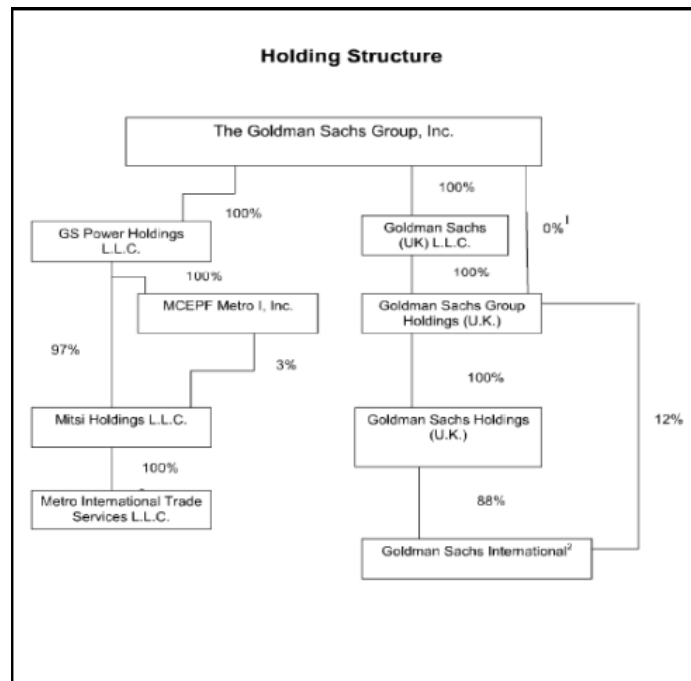 Holding Structure
The Goldman Sachs Group, Inc.
100%
100%
0%1
GS Power Holdings
L.L.C.
Goldman Sachs
(UK) L.L.C.
100%
100%
MCEPF Metro I, Inc.
Goldman Sachs Group
Holdings (U.K.)
97%
3%
100%
12%
Mitsi Holdings L.L.C.
Goldman Sachs Holdings
(U.K.)
100%
Metro International Trade
Services L.L.C.
88%
Goldman Sachs International2